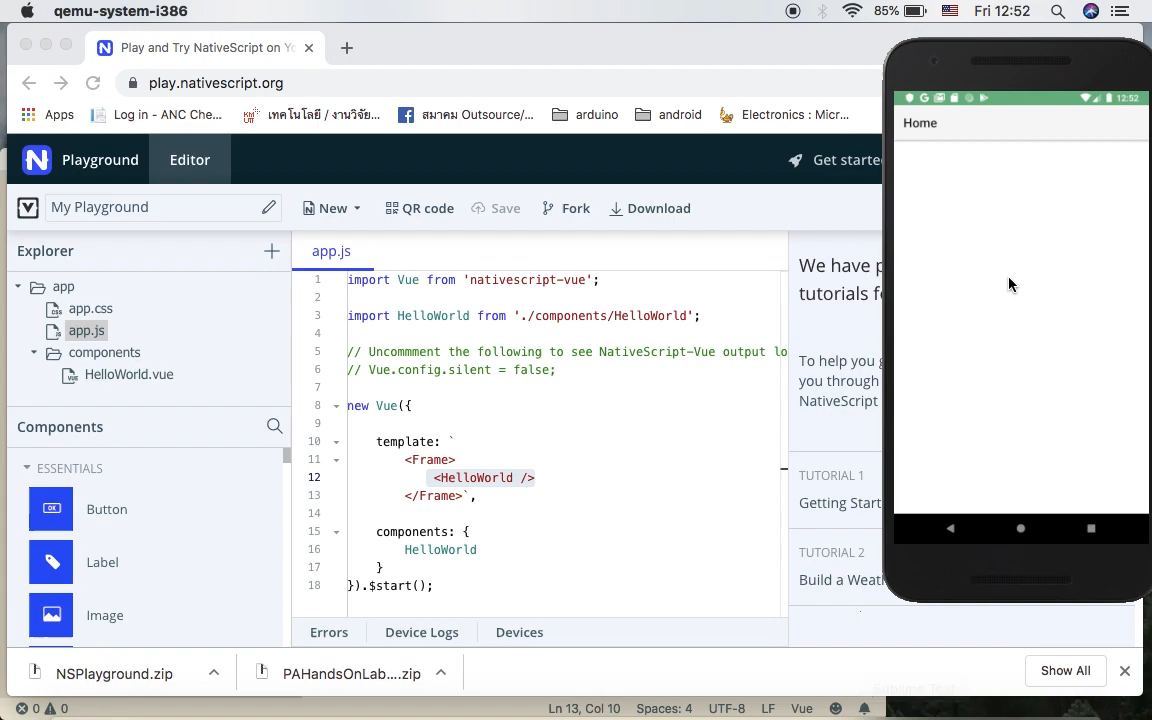 qemu-system-i386
85%
Fri 12:52
Play and Try NativeScript on Yo
play.nativescript.org
Apps
Log in - ANC Che...
เทคโนโลยี / งานวิจัย...
สมาคม Outsource/...
arduino
android
Electronics : Micr...
Playground
Editor
Get starte
My Playground
New
QR code
Save
Fork
Download
Explorer
app
app.css
app.js
components
HelloWorld.vue
Components
ESSENTIALS
Button
Label
Image
app.js
1 import Vue from 'nativescript-vue';
2
3 import HelloWorld from './components/HelloWorld';
4
5 // Uncommment the following to see NativeScript-Vue output lo
6 // Vue.config.silent = false;
7
8 new Vue({
9
10 template: `
11 <Frame>
12 <HelloWorld />
13 </Frame>`,
14
15 components: {
16 HelloWorld
17 }
18 }).$start();
We have p
tutorials f
To help you g
you through
NativeScript
TUTORIAL 1
Getting Start
TUTORIAL 2
Build a Weath
12:52
Home
Errors
Device Logs
Devices
NSPlayground.zip
PAHandsOnLab....zip
Show All
0 0
Ln 13, Col 10
Spaces: 4
UTF-8
LF
Vue